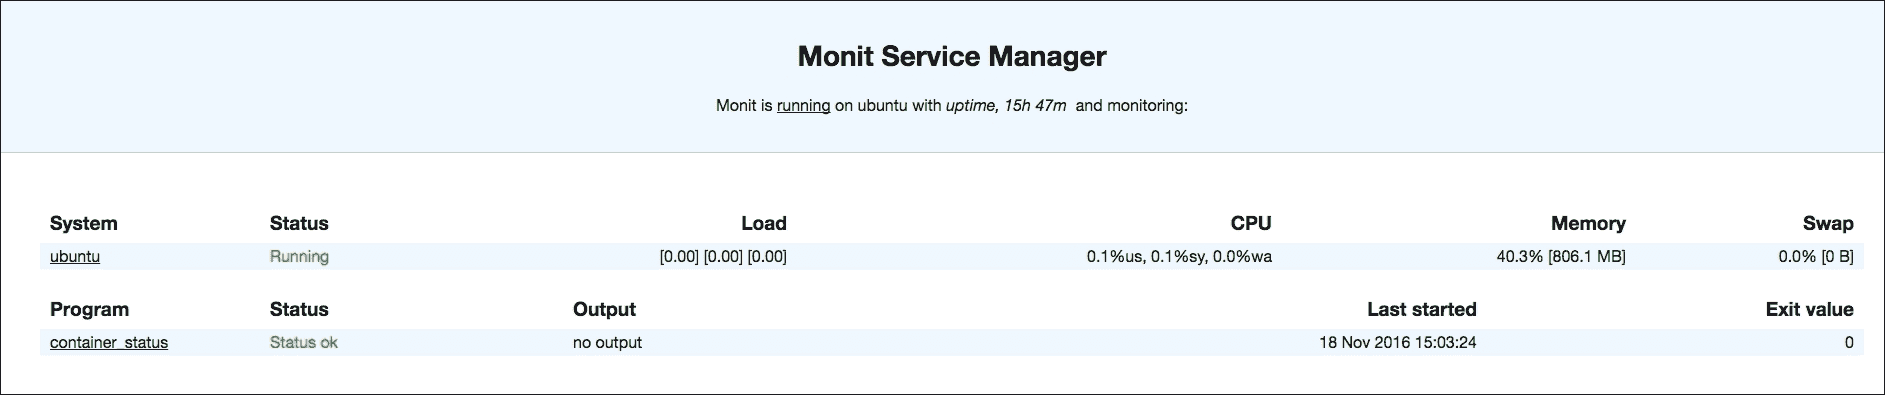 Monit Service Manager
Monit is running on ubuntu with uptime, 15h 47m and monitoring:
System Status Load CPU Memory Swap
ubuntu Running [0.00] [0.00] [0.00] 0.1%us, 0.1%sy, 0.0%wa 40.3% [806.1 MB] 0.0% [0 B]
Program Status Output Last started Exit value
container_status Status ok no output 18 Nov 2016 15:03:24 0